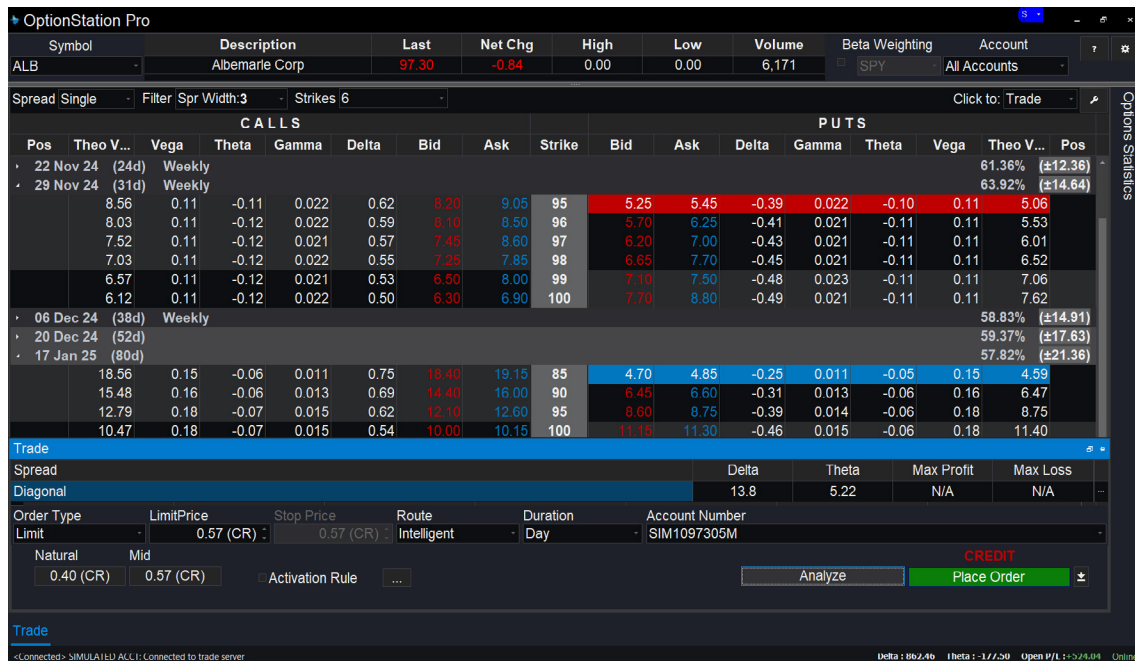 OptionStation Pro
S
Symbol Description Last Net Chg High Low Volume Beta Weighting Account
ALB Albemarle Corp 97.30 -0.84 0.00 0.00 6,171 SPY All Accounts
Spread Single Filter Spr Width:3 Strikes 6 Click to: Trade
Options Statistics
CALLS PUTS
Pos Theo V... Vega Theta Gamma Delta Bid Ask Strike Bid Ask Delta Gamma Theta Vega Theo V... Pos
22 Nov 24 (24d) Weekly 61.36% (±12.36)
29 Nov 24 (31d) Weekly 63.92% (±14.64)
8.56 0.11 -0.11 0.022 0.62 8.20 9.05 95 5.25 5.45 -0.39 0.022 -0.10 0.11 5.06
8.03 0.11 -0.12 0.022 0.59 8.10 8.50 96 5.70 6.25 -0.41 0.021 -0.11 0.11 5.53
7.52 0.11 -0.12 0.021 0.57 7.45 8.60 97 6.20 7.00 -0.43 0.021 -0.11 0.11 6.01
7.03 0.11 -0.12 0.022 0.55 7.25 7.85 98 6.65 7.70 -0.45 0.021 -0.11 0.11 6.52
6.57 0.11 -0.12 0.021 0.53 6.50 8.00 99 7.10 7.50 -0.48 0.023 -0.11 0.11 7.06
6.12 0.11 -0.12 0.022 0.50 6.30 6.90 100 7.70 8.80 -0.49 0.021 -0.11 0.11 7.62
06 Dec 24 (38d) Weekly 58.83% (±14.91)
20 Dec 24 (52d) 59.37% (±17.63)
17 Jan 25 (80d) 57.82% (±21.36)
18.56 0.15 -0.06 0.011 0.75 18.40 19.15 85 4.70 4.85 -0.25 0.011 -0.05 0.15 4.59
15.48 0.16 -0.06 0.013 0.69 14.40 16.00 90 6.45 6.60 -0.31 0.013 -0.06 0.16 6.47
12.79 0.18 -0.07 0.015 0.62 12.10 12.60 95 8.60 8.75 -0.39 0.014 -0.06 0.18 8.75
10.47 0.18 -0.07 0.015 0.54 10.00 10.15 100 11.15 11.30 -0.46 0.015 -0.06 0.18 11.40
Trade
Spread Delta Theta Max Profit Max Loss
Diagonal 13.8 5.22 N/A N/A ...
Order Type LimitPrice Stop Price Route Duration Account Number
Limit 0.57 (CR) 0.57 (CR) Intelligent Day SIM1097305M
Natural Mid CREDIT
0.40 (CR) 0.57 (CR) Activation Rule ... Analyze Place Order
Trade
<Connected> SIMULATED ACCT: Connected to trade server Delta : 862.46 Theta : -177.50 Open P/L :+524.04 Online